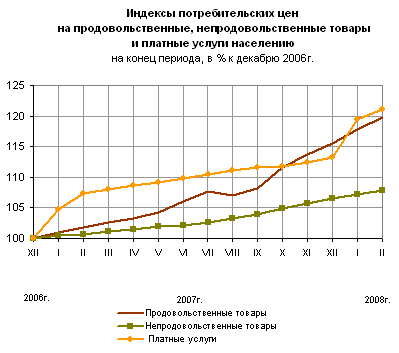 Индексы потребительских цен
на продовольственные, непродовольственные товары
и платные услуги населению
на конец периода, в % к декабрю 2006г.
125
120
115
110
105
100
XII I II III IV V VI VII VIII IX X XI XII I II
2006г. 2007г. 2008г.
Продовольственные товары
Непродовольственные товары
Платные услуги